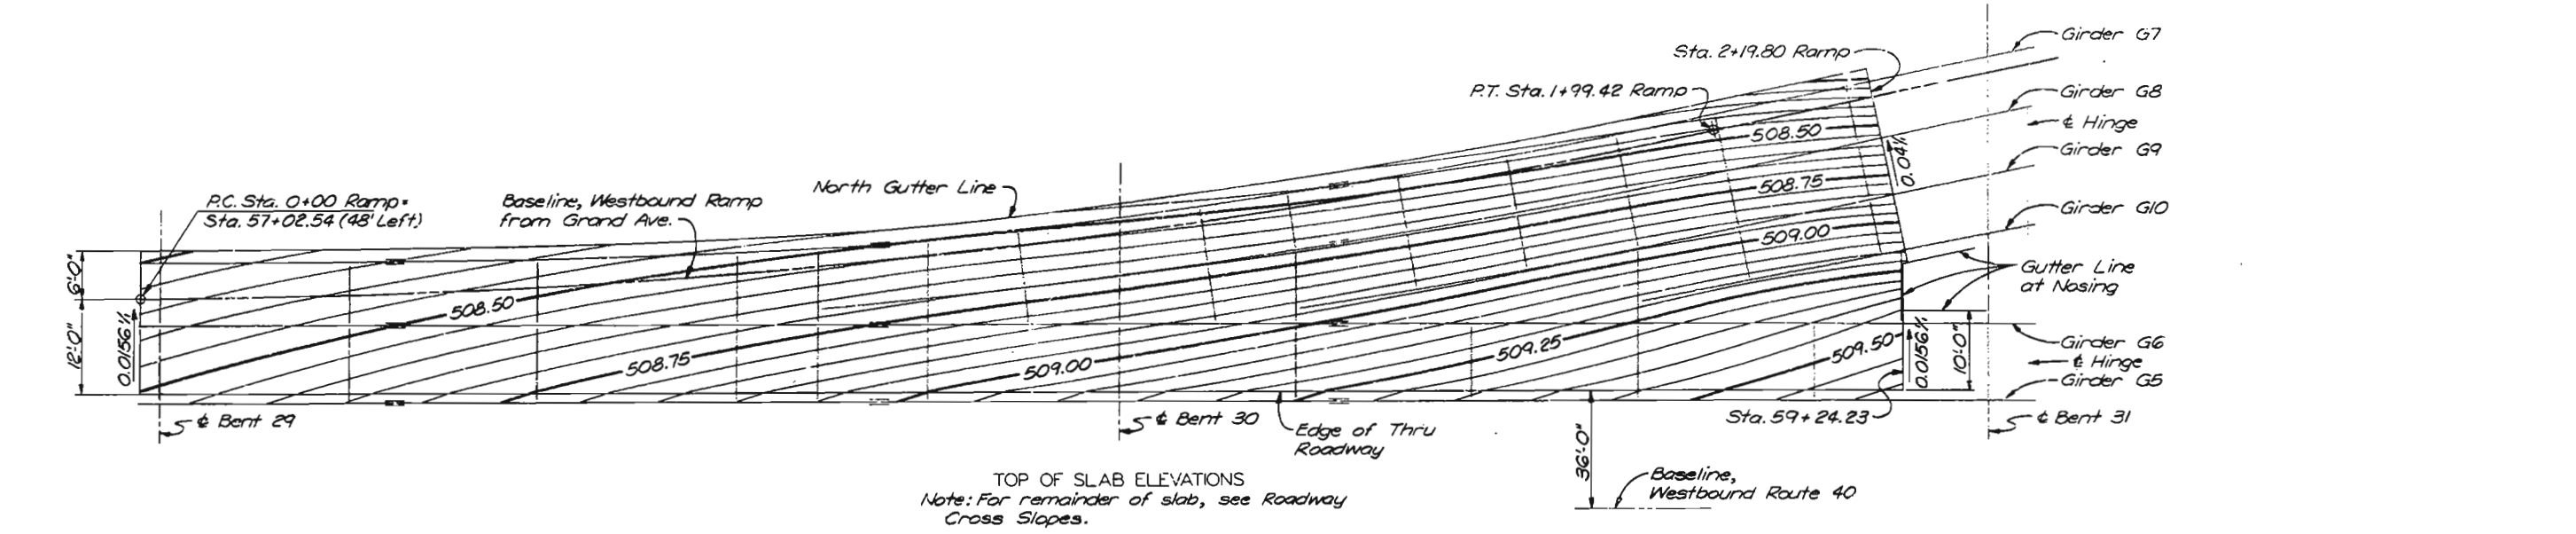 Girder G7
Sta. 2+19.80 Ramp
P.T. Sta. 1+99.42 Ramp
Girder G8
℄ Hinge
508.50
0.04'/'
Girder G9
508.75
North Gutter Line
P.C. Sta. 0+00 Ramp=
Sta. 57+02.54 (48' Left)
Baseline, Westbound Ramp
from Grand Ave.
Girder G10
509.00
6'-0"
Gutter Line
at Nosing
508.50
12'-0"
0.0156'/'
508.75
509.00
509.25
509.50
0.0156'/'
10'-0"
Girder G6
℄ Hinge
Girder G5
℄ Bent 29
℄ Bent 30
Edge of Thru
Roadway
Sta. 59+24.23
℄ Bent 31
36'-0"
Baseline,
Westbound Route 40
TOP OF SLAB ELEVATIONS
Note: For remainder of slab, see Roadway
Cross Slopes.